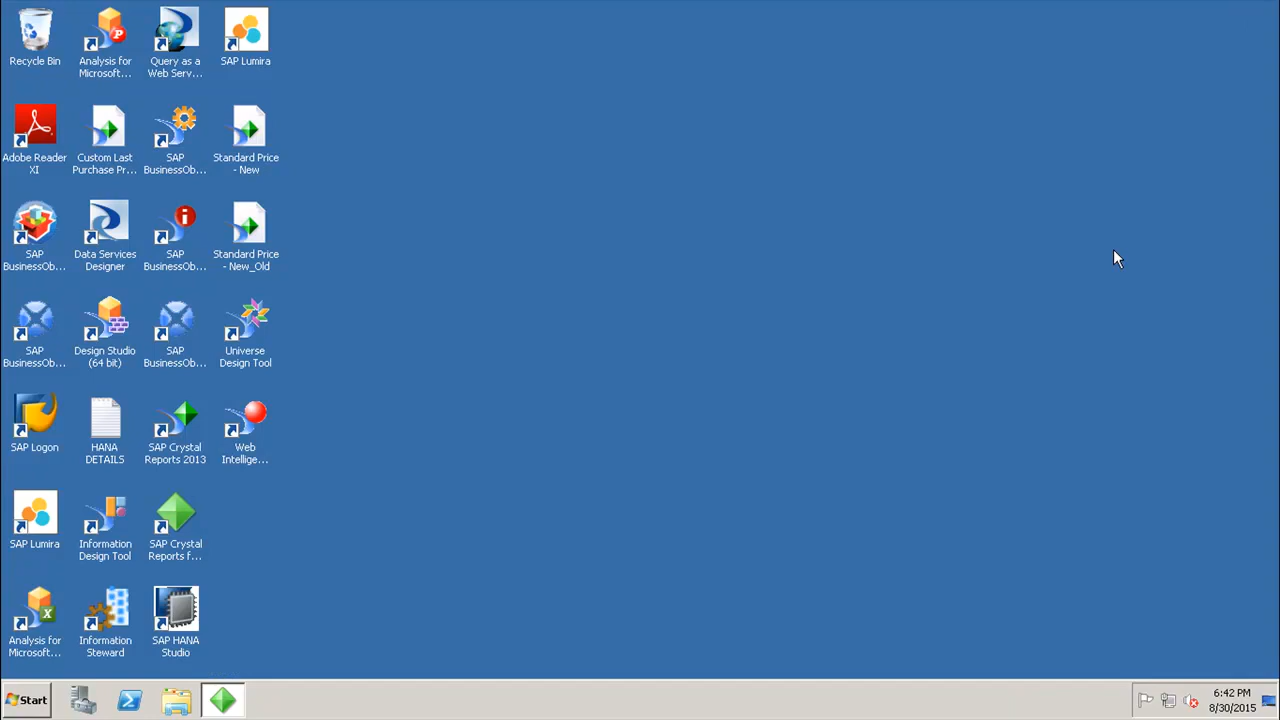 Recycle Bin
Analysis for
Microsoft...
Query as a
Web Serv...
SAP Lumira
Adobe Reader
XI
Custom Last
Purchase Pr...
SAP
BusinessOb...
Standard Price
- New
SAP
BusinessOb...
Data Services
Designer
SAP
BusinessOb...
Standard Price
- New_Old
SAP
BusinessOb...
Design Studio
(64 bit)
SAP
BusinessOb...
Universe
Design Tool
SAP Logon
HANA
DETAILS
SAP Crystal
Reports 2013
Web
Intellige...
SAP Lumira
Information
Design Tool
SAP Crystal
Reports f...
Analysis for
Microsoft...
Information
Steward
SAP HANA
Studio
Start
6:42 PM
8/30/2015